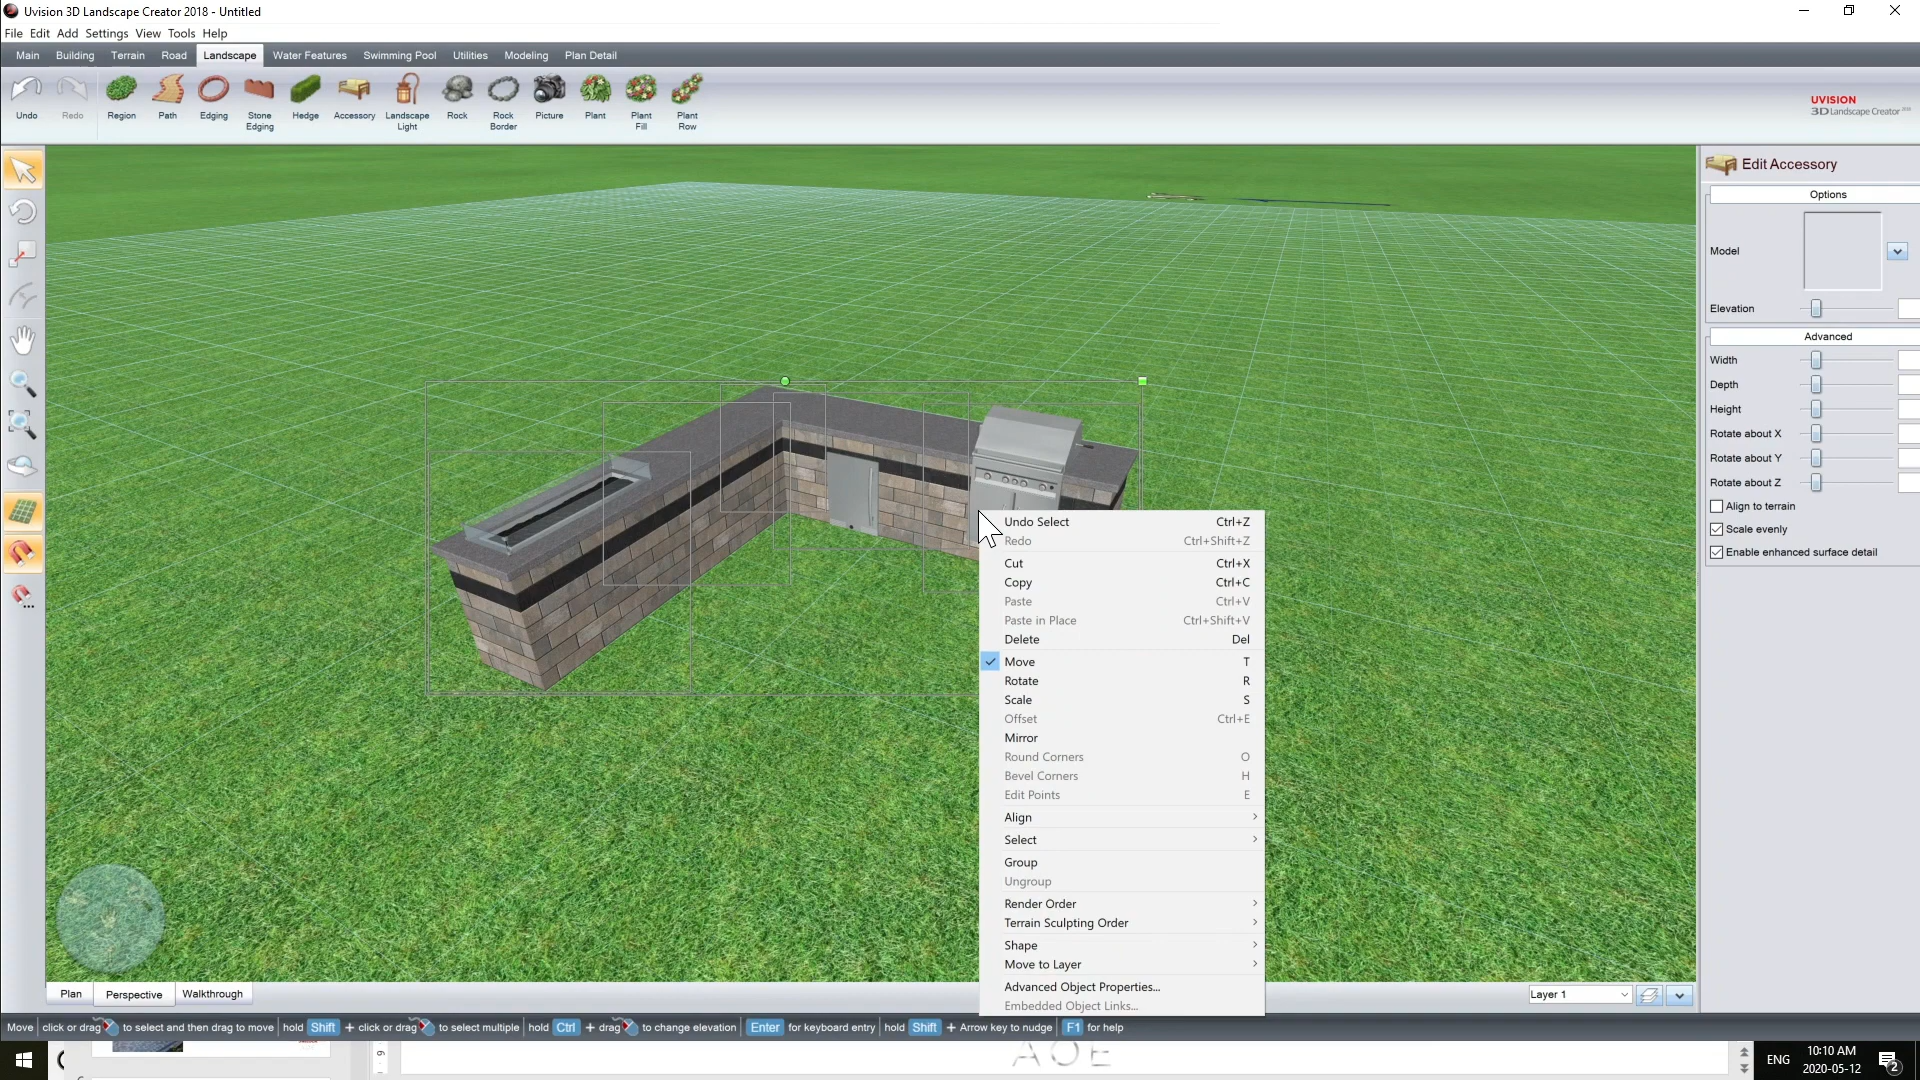 Uvision 3D Landscape Creator 2018 - Untitled
File Edit Add Settings View Tools Help
Main Building Terrain Road Landscape Water Features Swimming Pool Utilities Modeling Plan Detail
Undo Redo Region Path Edging Stone Edging Hedge Accessory Landscape Light Rock Rock Border Picture Plant Plant Fill Plant Row
UVISION
3D Landscape Creator
Edit Accessory
Options
Model
Elevation
Advanced
Width
Depth
Height
Rotate about X
Rotate about Y
Rotate about Z
Align to terrain
Scale evenly
Enable enhanced surface detail
Undo Select Ctrl+Z
Redo Ctrl+Shift+Z
Cut Ctrl+X
Copy Ctrl+C
Paste Ctrl+V
Paste in Place Ctrl+Shift+V
Delete Del
Move T
Rotate R
Scale S
Offset Ctrl+E
Mirror
Round Corners O
Bevel Corners H
Edit Points E
Align
Select
Group
Ungroup
Render Order
Terrain Sculpting Order
Shape
Move to Layer
Advanced Object Properties...
Embedded Object Links...
Plan Perspective Walkthrough
Layer 1
Move click or drag to select and then drag to move hold Shift + click or drag to select multiple hold Ctrl + drag to change elevation Enter for keyboard entry hold Shift + Arrow key to nudge F1 for help
ENG 10:10 AM
2020-05-12
2